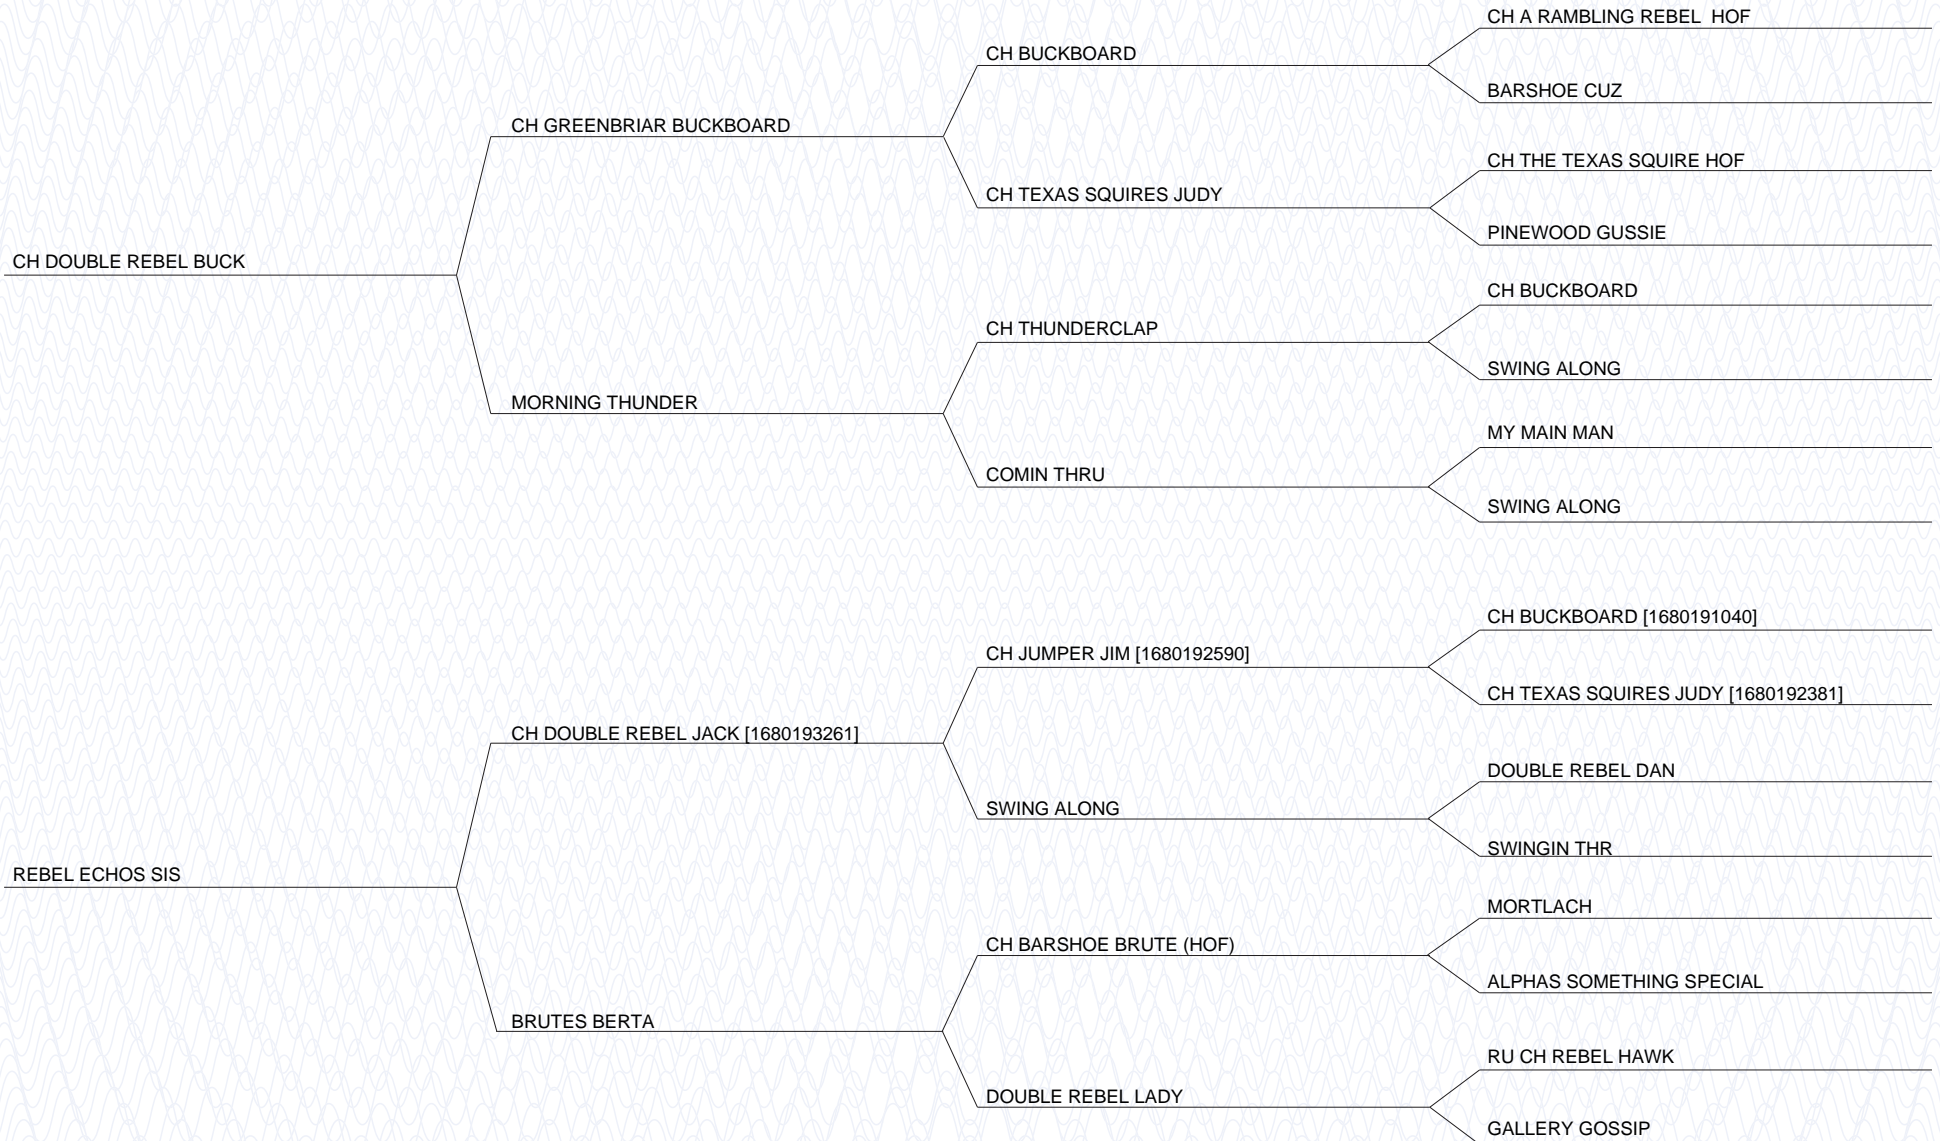 CH A RAMBLING REBEL  HOF
CH BUCKBOARD
BARSHOE CUZ
CH GREENBRIAR BUCKBOARD
CH THE TEXAS SQUIRE HOF
CH TEXAS SQUIRES JUDY
PINEWOOD GUSSIE
CH DOUBLE REBEL BUCK
CH BUCKBOARD
CH THUNDERCLAP
SWING ALONG
MORNING THUNDER
MY MAIN MAN
COMIN THRU
SWING ALONG
CH BUCKBOARD [1680191040]
CH JUMPER JIM [1680192590]
CH TEXAS SQUIRES JUDY [1680192381]
CH DOUBLE REBEL JACK [1680193261]
DOUBLE REBEL DAN
SWING ALONG
SWINGIN THR
REBEL ECHOS SIS
MORTLACH
CH BARSHOE BRUTE (HOF)
ALPHAS SOMETHING SPECIAL
BRUTES BERTA
RU CH REBEL HAWK
DOUBLE REBEL LADY
GALLERY GOSSIP